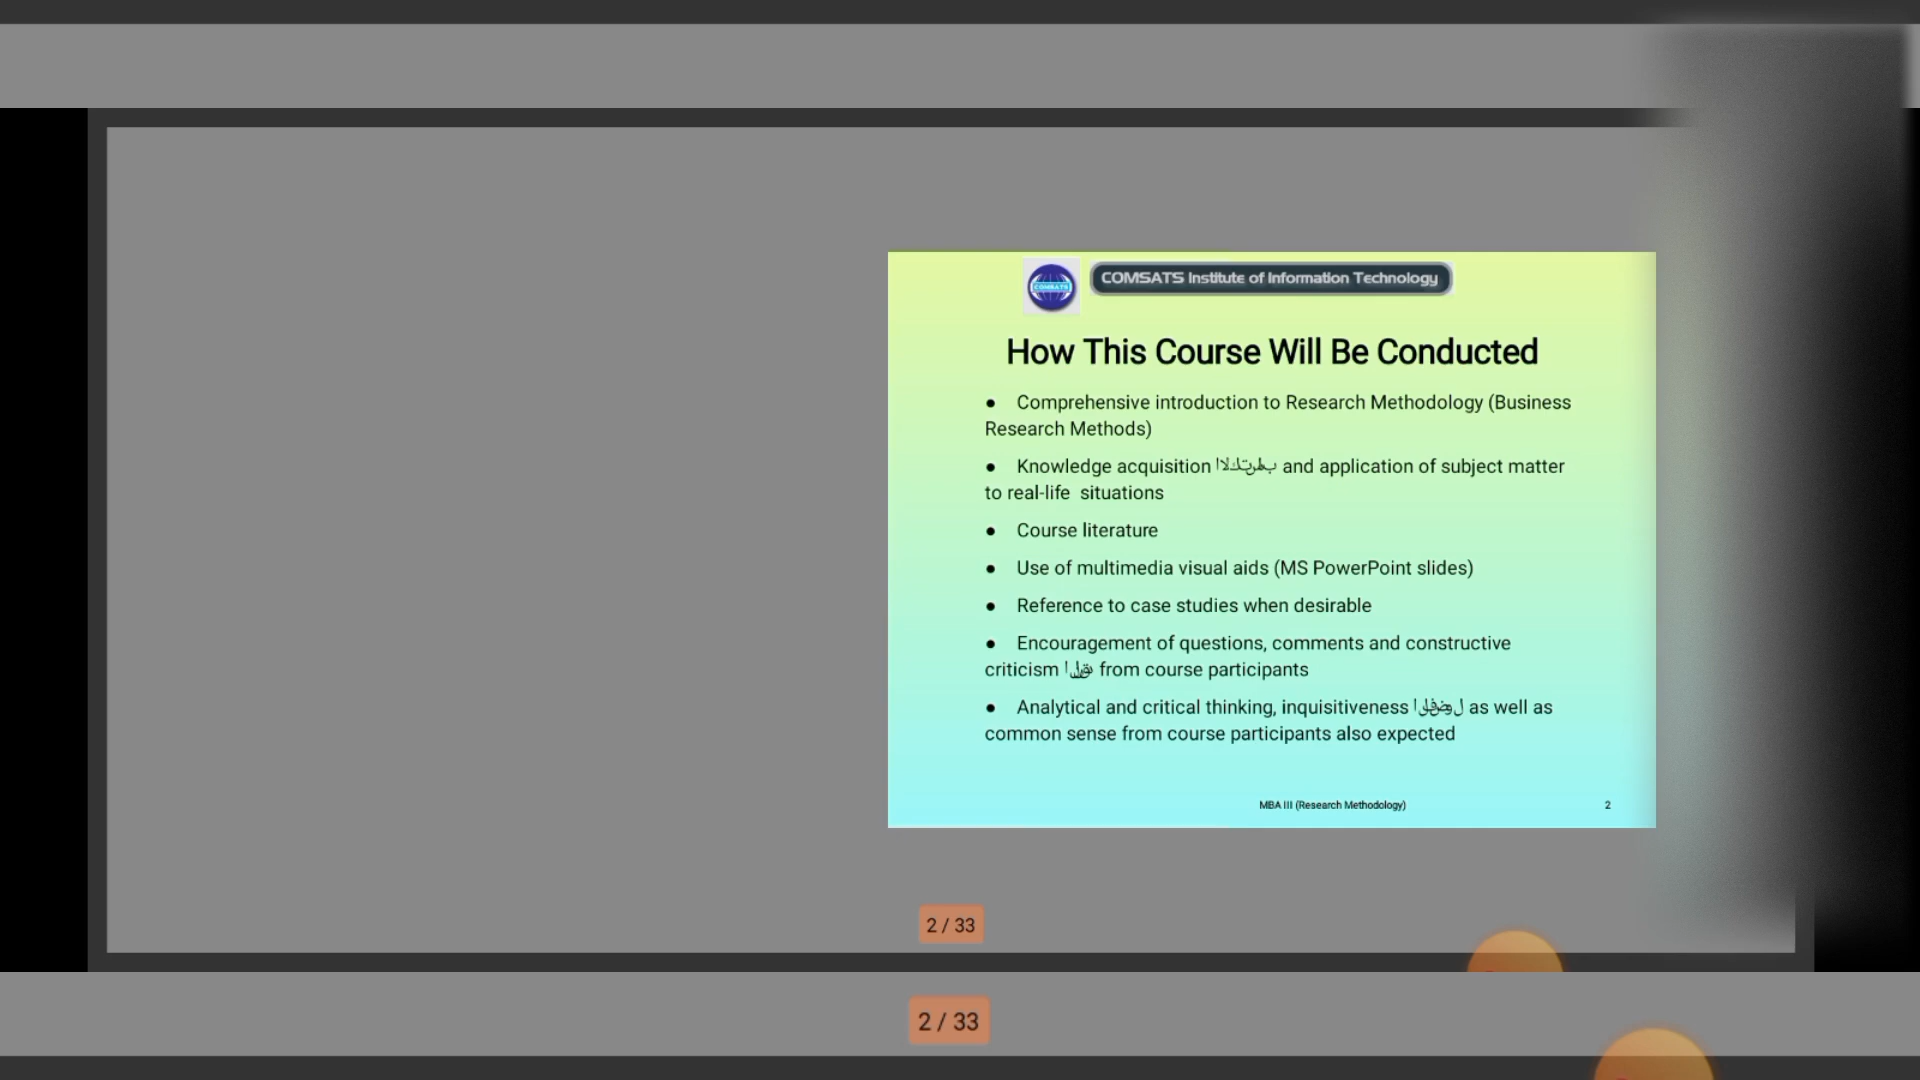 COMSATS
COMSATS Institute of Information Technology
How This Course Will Be Conducted
● Comprehensive introduction to Research Methodology (Business
Research Methods)
● Knowledge acquisition and application of subject matter
to real-life situations
● Course literature
● Use of multimedia visual aids (MS PowerPoint slides)
● Reference to case studies when desirable
● Encouragement of questions, comments and constructive
criticism from course participants
● Analytical and critical thinking, inquisitiveness as well as
common sense from course participants also expected
MBA III (Research Methodology) 2
2 / 33
2 / 33